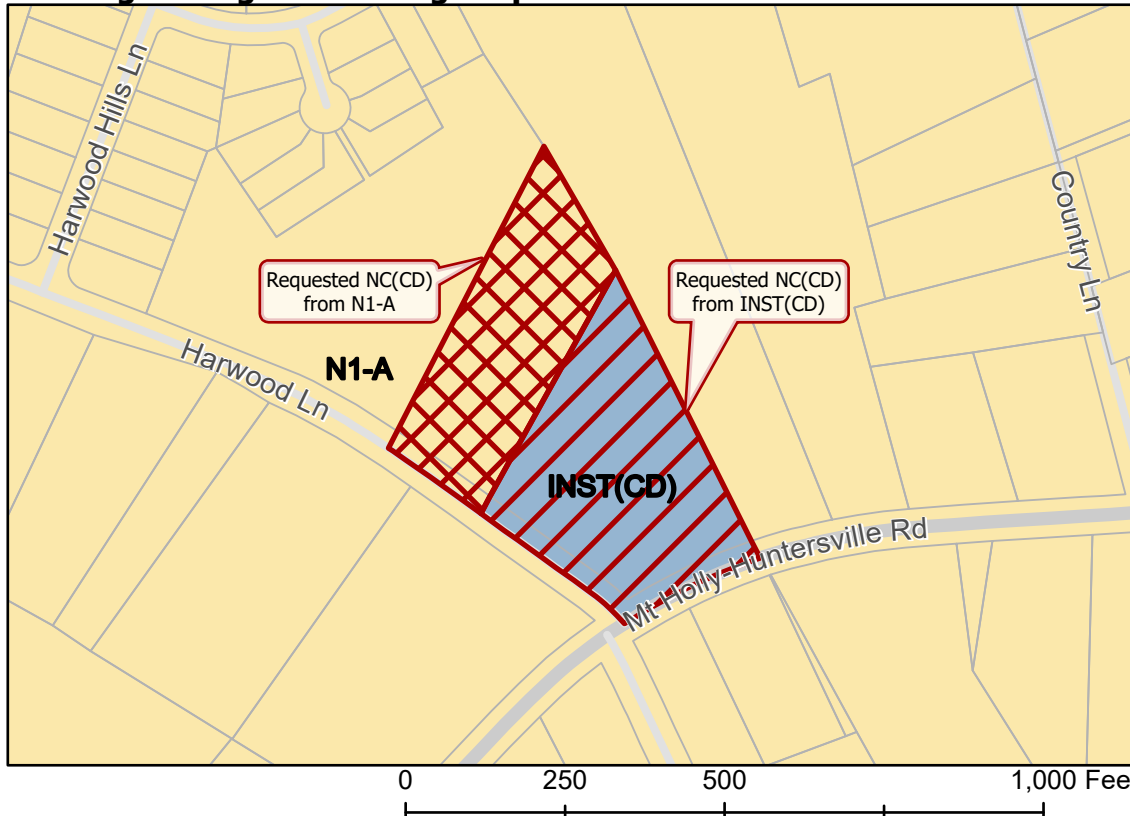 Harwood Hills Ln
Country Ln
Requested NC(CD)
from N1-A
Requested NC(CD)
from INST(CD)
N1-A
Harwood Ln
INST(CD)
Mt Holly-Huntersville Rd
0 250 500 1,000 Fee